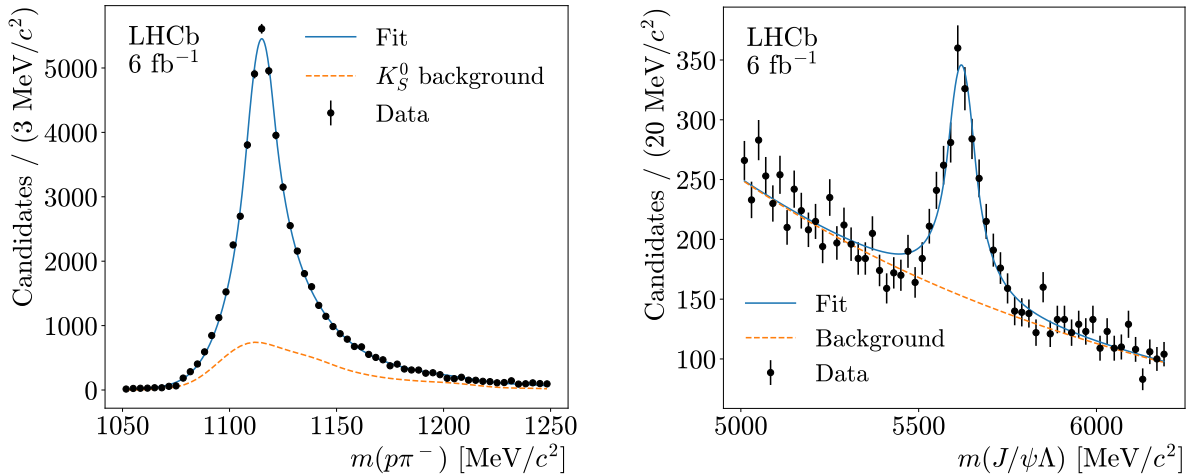 LHCb
6 fb⁻¹
Fit
K⁰_S background
Data
Candidates / (3 MeV/c²)
5000
4000
3000
2000
1000
0
1050
1100
1150
1200
1250
m(pπ⁻) [MeV/c²]
LHCb
6 fb⁻¹
Candidates / (20 MeV/c²)
350
300
250
200
150
100
Fit
Background
Data
5000
5500
6000
m(J/ψΛ) [MeV/c²]